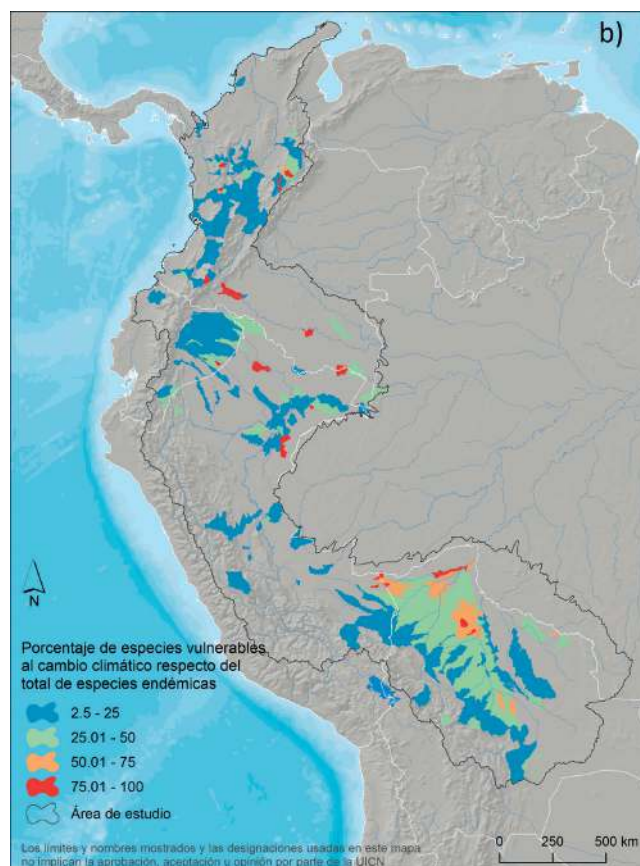 b)
N
Porcentaje de especies vulnerables
al cambio climático respecto del
total de especies endémicas
2.5 - 25
25.01 - 50
50.01 - 75
75.01 - 100
Área de estudio
Los límites y nombres mostrados y las designaciones usadas en este mapa
no implican la aprobación, aceptación u opinión por parte de la UICN
0 250 500 km